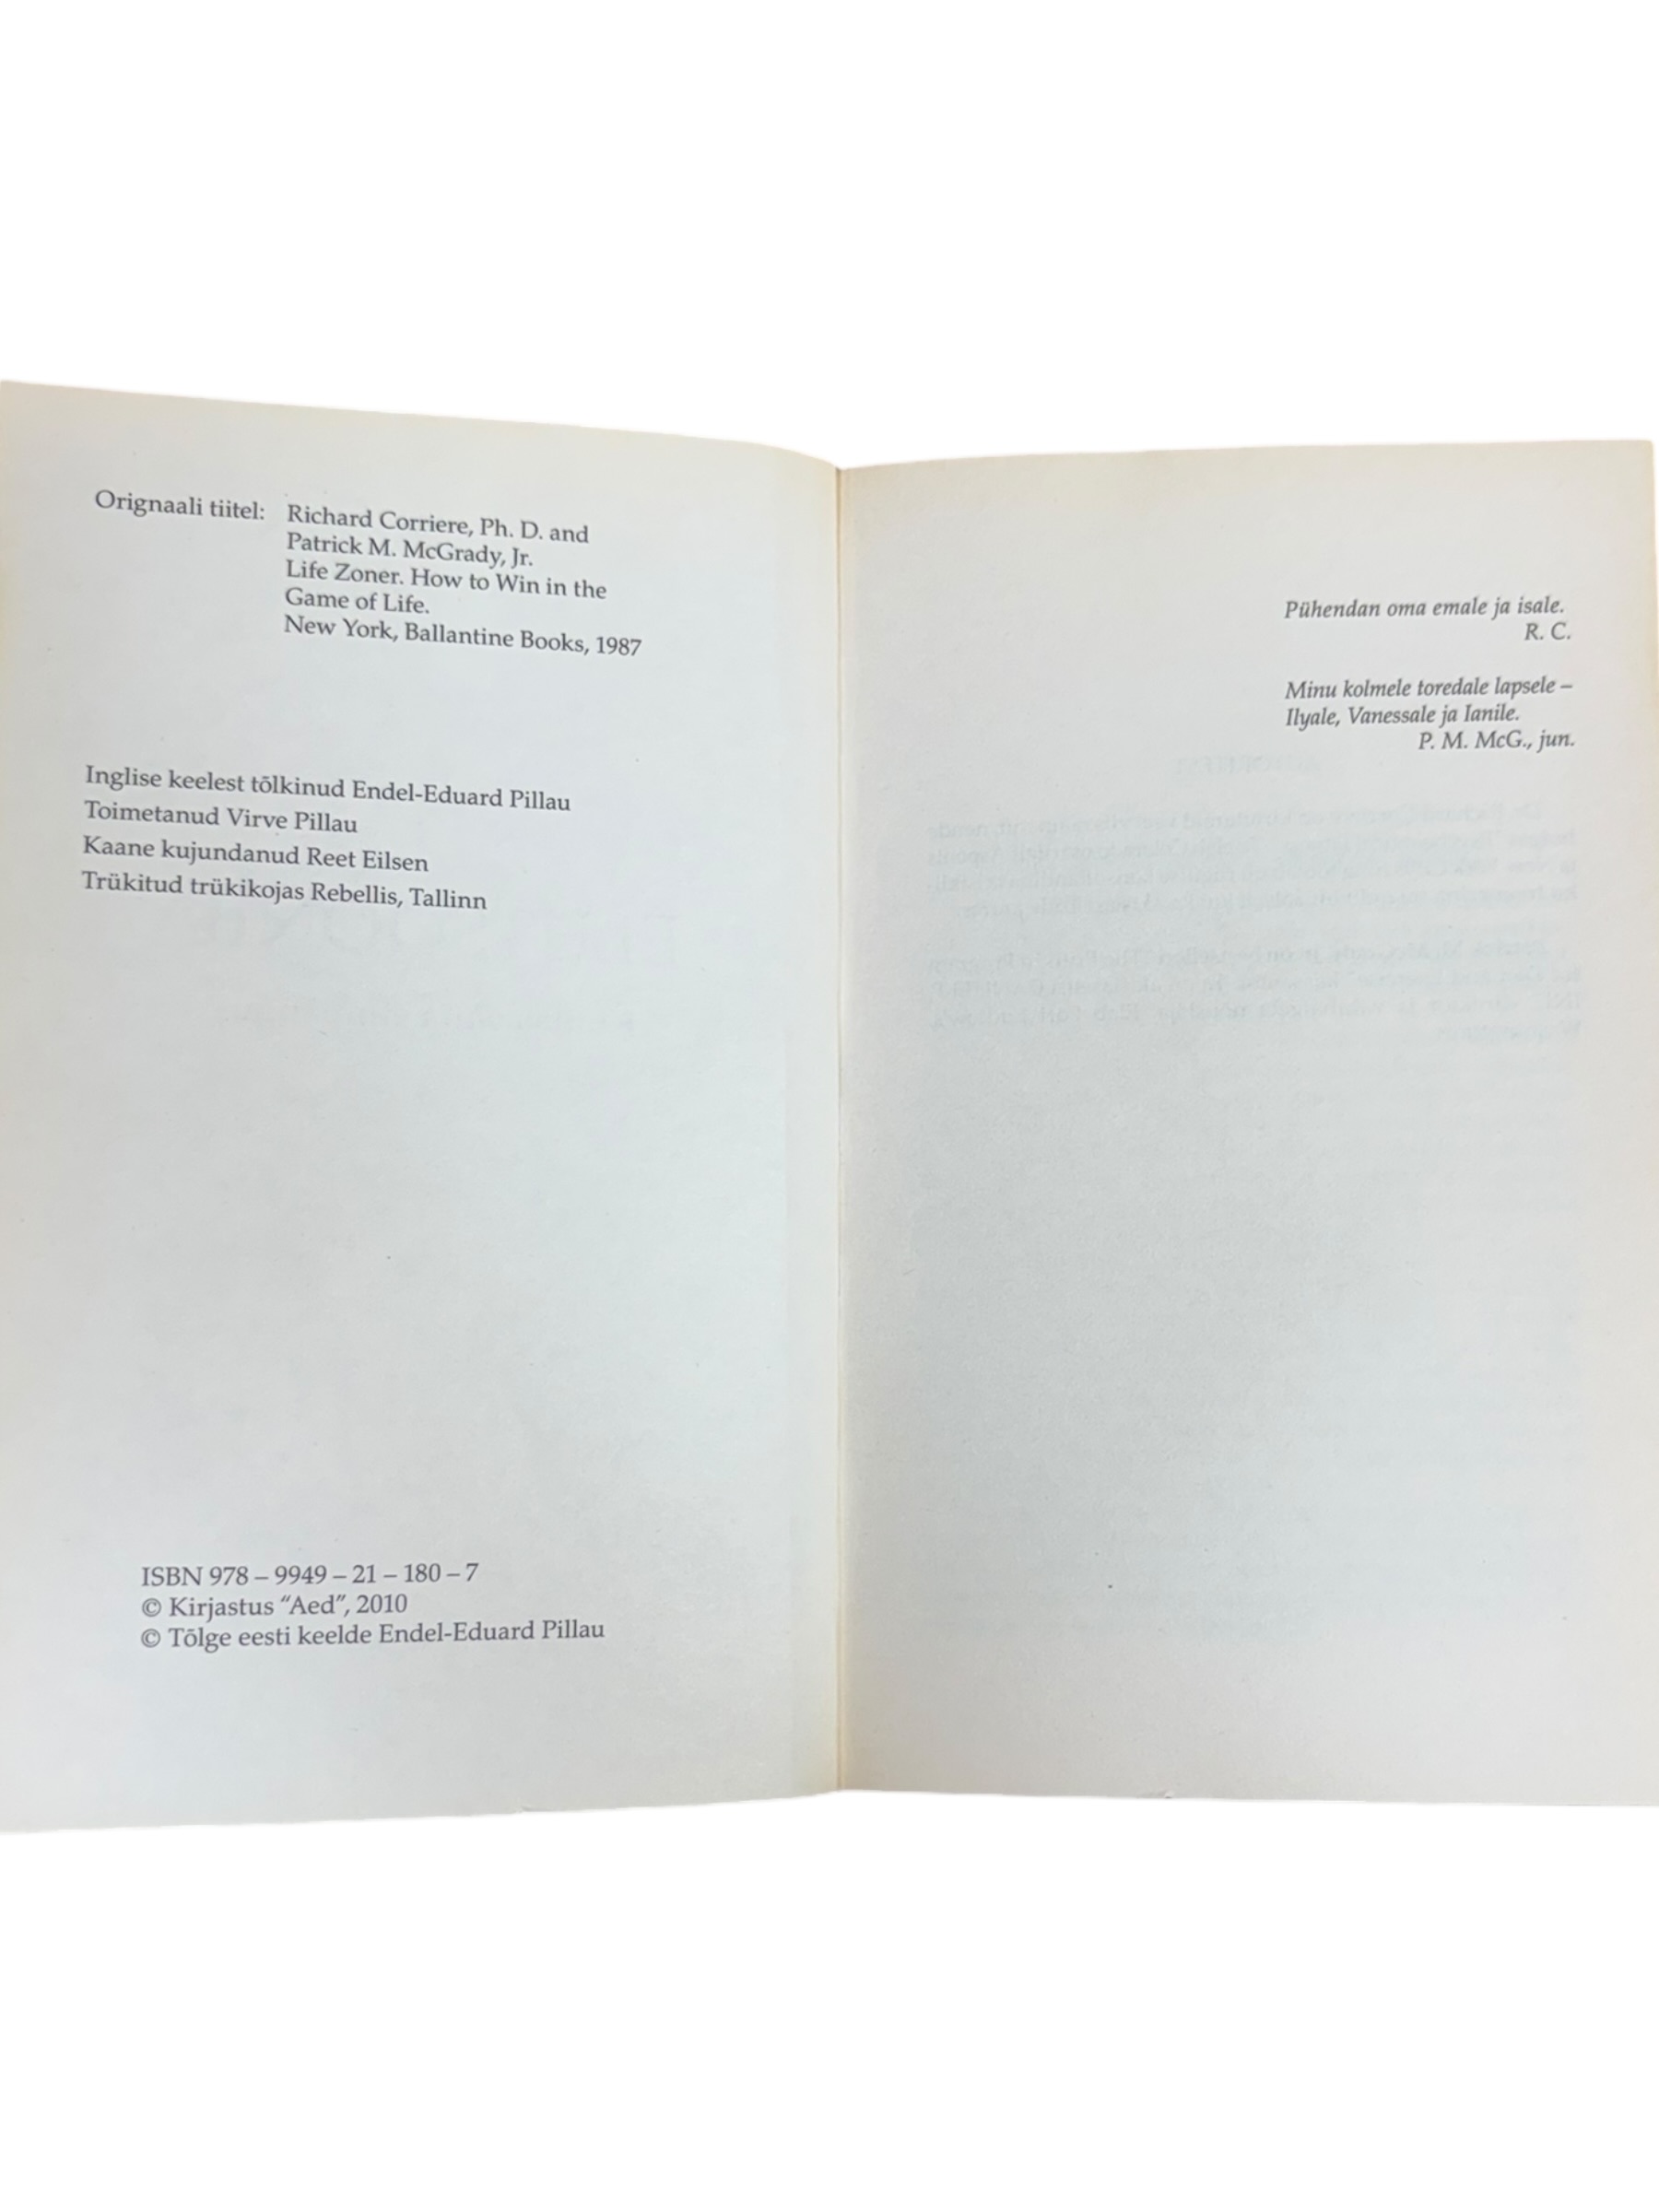 Orignaali tiitel: Richard Corriere, Ph. D. and
Patrick M. McGrady, Jr.
Life Zoner. How to Win in the
Game of Life.
New York, Ballantine Books, 1987
Inglise keelest tõlkinud Endel-Eduard Pillau
Toimetanud Virve Pillau
Kaane kujundanud Reet Eilsen
Trükitud trükikojas Rebellis, Tallinn
ISBN 978 – 9949 – 21 – 180 – 7
© Kirjastus “Aed”, 2010
© Tõlge eesti keelde Endel-Eduard Pillau
Pühendan oma emale ja isale.
R. C.
Minu kolmele toredale lapsele –
Ilyale, Vanessale ja Ianile.
P. M. McG., jun.